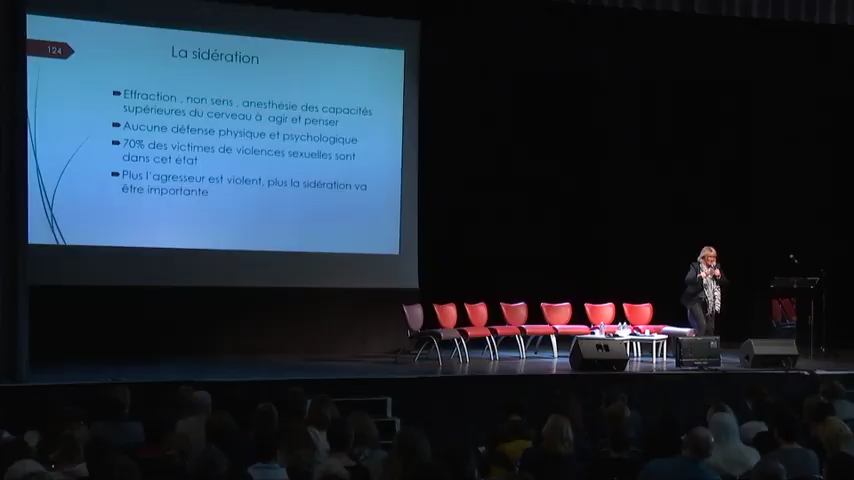 124
La sidération
Effraction , non sens , anesthésie des capacités
supérieures du cerveau à agir et penser
Aucune défense physique et psychologique
70% des victimes de violences sexuelles sont
dans cet état
Plus l'agresseur est violent, plus la sidération va
être importante